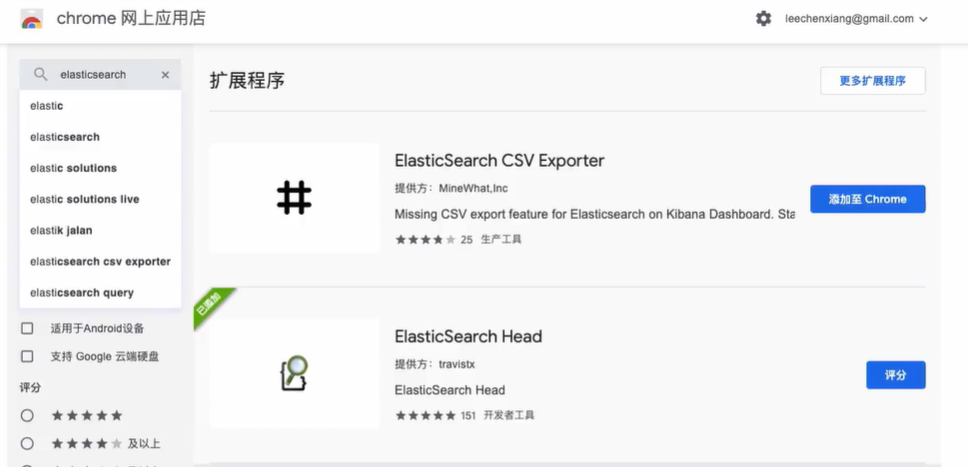 chrome 网上应用店
leechenxiang@gmail.com
elasticsearch
elastic
elasticsearch
elastic solutions
elastic solutions live
elastik jalan
elasticsearch csv exporter
elasticsearch query
适用于Android设备
支持 Google 云端硬盘
评分
及以上
扩展程序
更多扩展程序
ElasticSearch CSV Exporter
提供方: MineWhat,Inc
Missing CSV export feature for Elasticsearch on Kibana Dashboard. Sta
25 生产工具
添加至 Chrome
已添加
ElasticSearch Head
提供方: travistx
ElasticSearch Head
151 开发者工具
评分